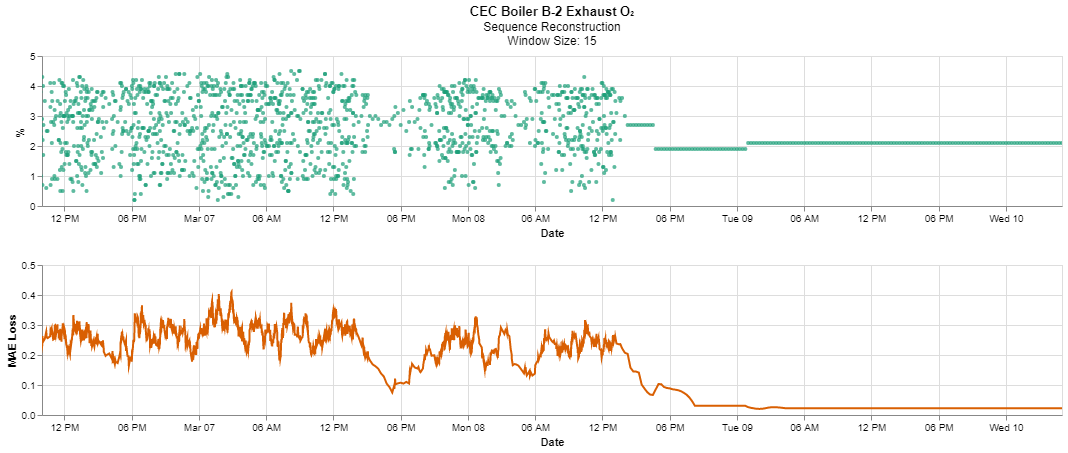 CEC Boiler B-2 Exhaust O₂
Sequence Reconstruction
Window Size: 15
5
4
3
2
1
0
%
12 PM 06 PM Mar 07 06 AM 12 PM 06 PM Mon 08 06 AM 12 PM 06 PM Tue 09 06 AM 12 PM 06 PM Wed 10
Date
0.5
0.4
0.3
0.2
0.1
0.0
MAE Loss
12 PM 06 PM Mar 07 06 AM 12 PM 06 PM Mon 08 06 AM 12 PM 06 PM Tue 09 06 AM 12 PM 06 PM Wed 10
Date